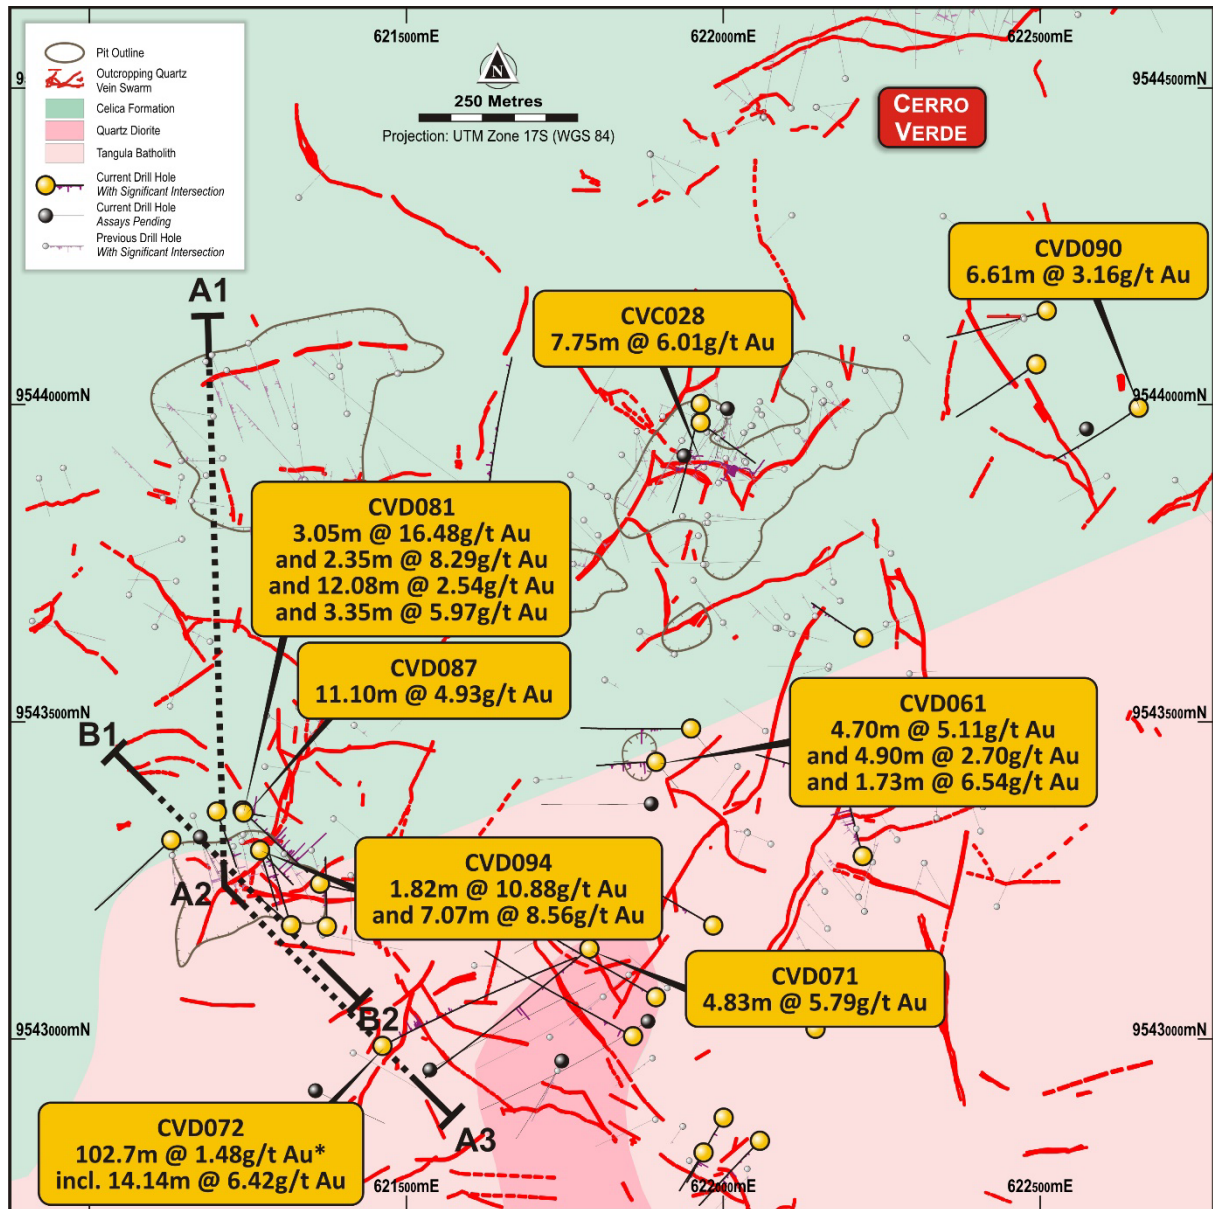 621500mE
622000mE
622500mE
Pit Outline
Outcropping Quartz
Vein Swarm
Celica Formation
Quartz Diorite
Tangula Batholith
Current Drill Hole
With Significant Intersection
Current Drill Hole
Assays Pending
Previous Drill Hole
With Significant Intersection
N
250 Metres
Projection: UTM Zone 17S (WGS 84)
9544500mN
CERRO
VERDE
CVD090
6.61m @ 3.16g/t Au
A1
CVC028
7.75m @ 6.01g/t Au
9544000mN
9544000mN
CVD081
3.05m @ 16.48g/t Au
and 2.35m @ 8.29g/t Au
and 12.08m @ 2.54g/t Au
and 3.35m @ 5.97g/t Au
CVD087
11.10m @ 4.93g/t Au
CVD061
4.70m @ 5.11g/t Au
and 4.90m @ 2.70g/t Au
and 1.73m @ 6.54g/t Au
9543500mN
9543500mN
B1
CVD094
1.82m @ 10.88g/t Au
and 7.07m @ 8.56g/t Au
A2
CVD071
4.83m @ 5.79g/t Au
B2
9543000mN
9543000mN
CVD072
102.7m @ 1.48g/t Au*
incl. 14.14m @ 6.42g/t Au
A3
621500mE
622000mE
622500mE